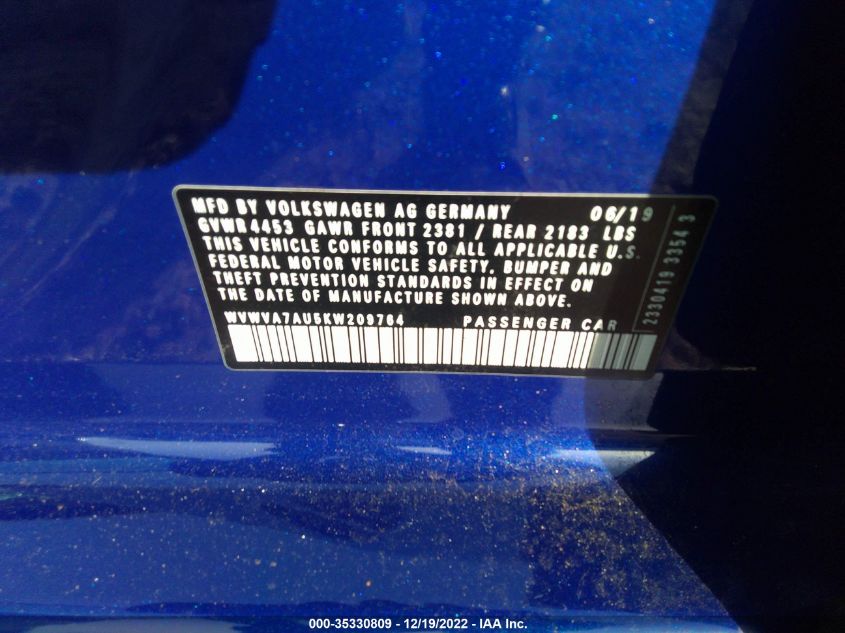 MFD BY VOLKSWAGEN AG GERMANY 06/19
GVWR 4453 GAWR FRONT 2381 / REAR 2183 LBS
THIS VEHICLE CONFORMS TO ALL APPLICABLE U.S.
FEDERAL MOTOR VEHICLE SAFETY, BUMPER AND
THEFT PREVENTION STANDARDS IN EFFECT ON
THE DATE OF MANUFACTURE SHOWN ABOVE.
WVWVA7AU5KW209764 PASSENGER CAR
2330419 3354 3
000-35330809 - 12/19/2022 - IAA Inc.